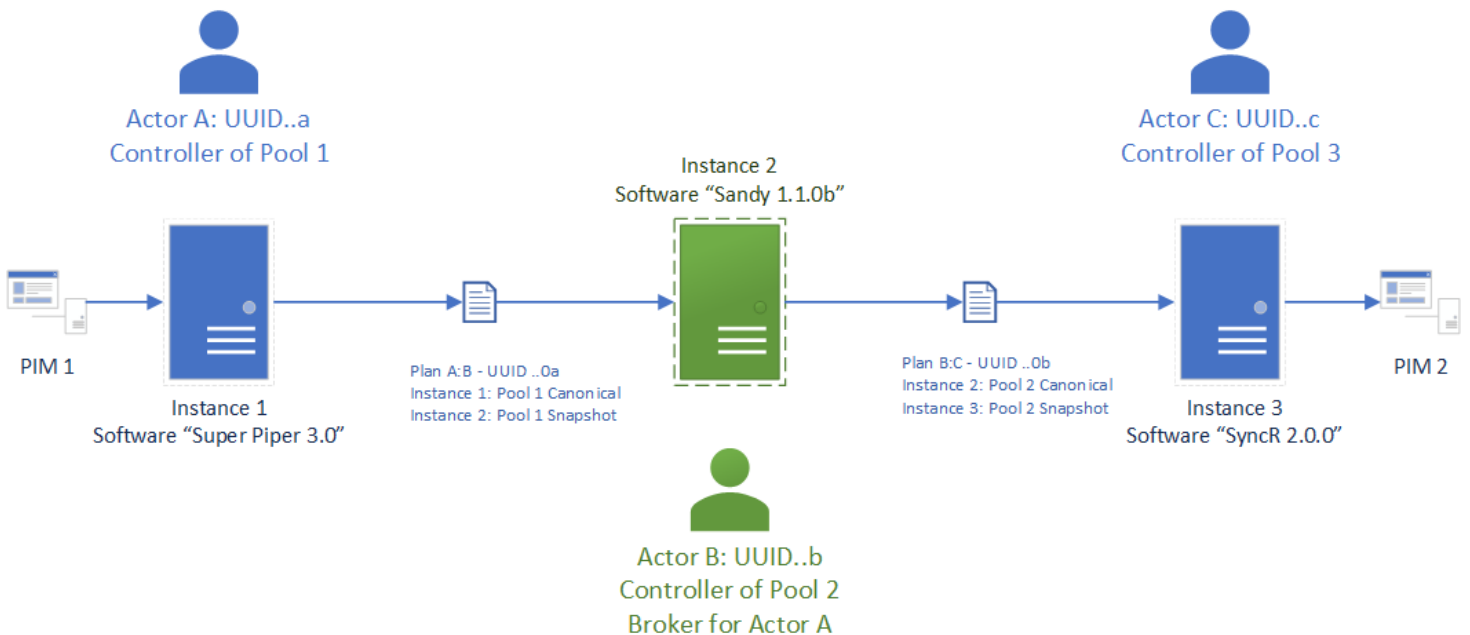 Actor A: UUID..a
Controller of Pool 1
Actor C: UUID..c
Controller of Pool 3
Instance 2
Software “Sandy 1.1.0b”
PIM 1
Plan A:B - UUID ..0a
Instance 1: Pool 1 Canonical
Instance 2: Pool 1 Snapshot
Plan B:C - UUID ..0b
Instance 2: Pool 2 Canonical
Instance 3: Pool 2 Snapshot
PIM 2
Instance 1
Software “Super Piper 3.0”
Instance 3
Software “SyncR 2.0.0”
Actor B: UUID..b
Controller of Pool 2
Broker for Actor A